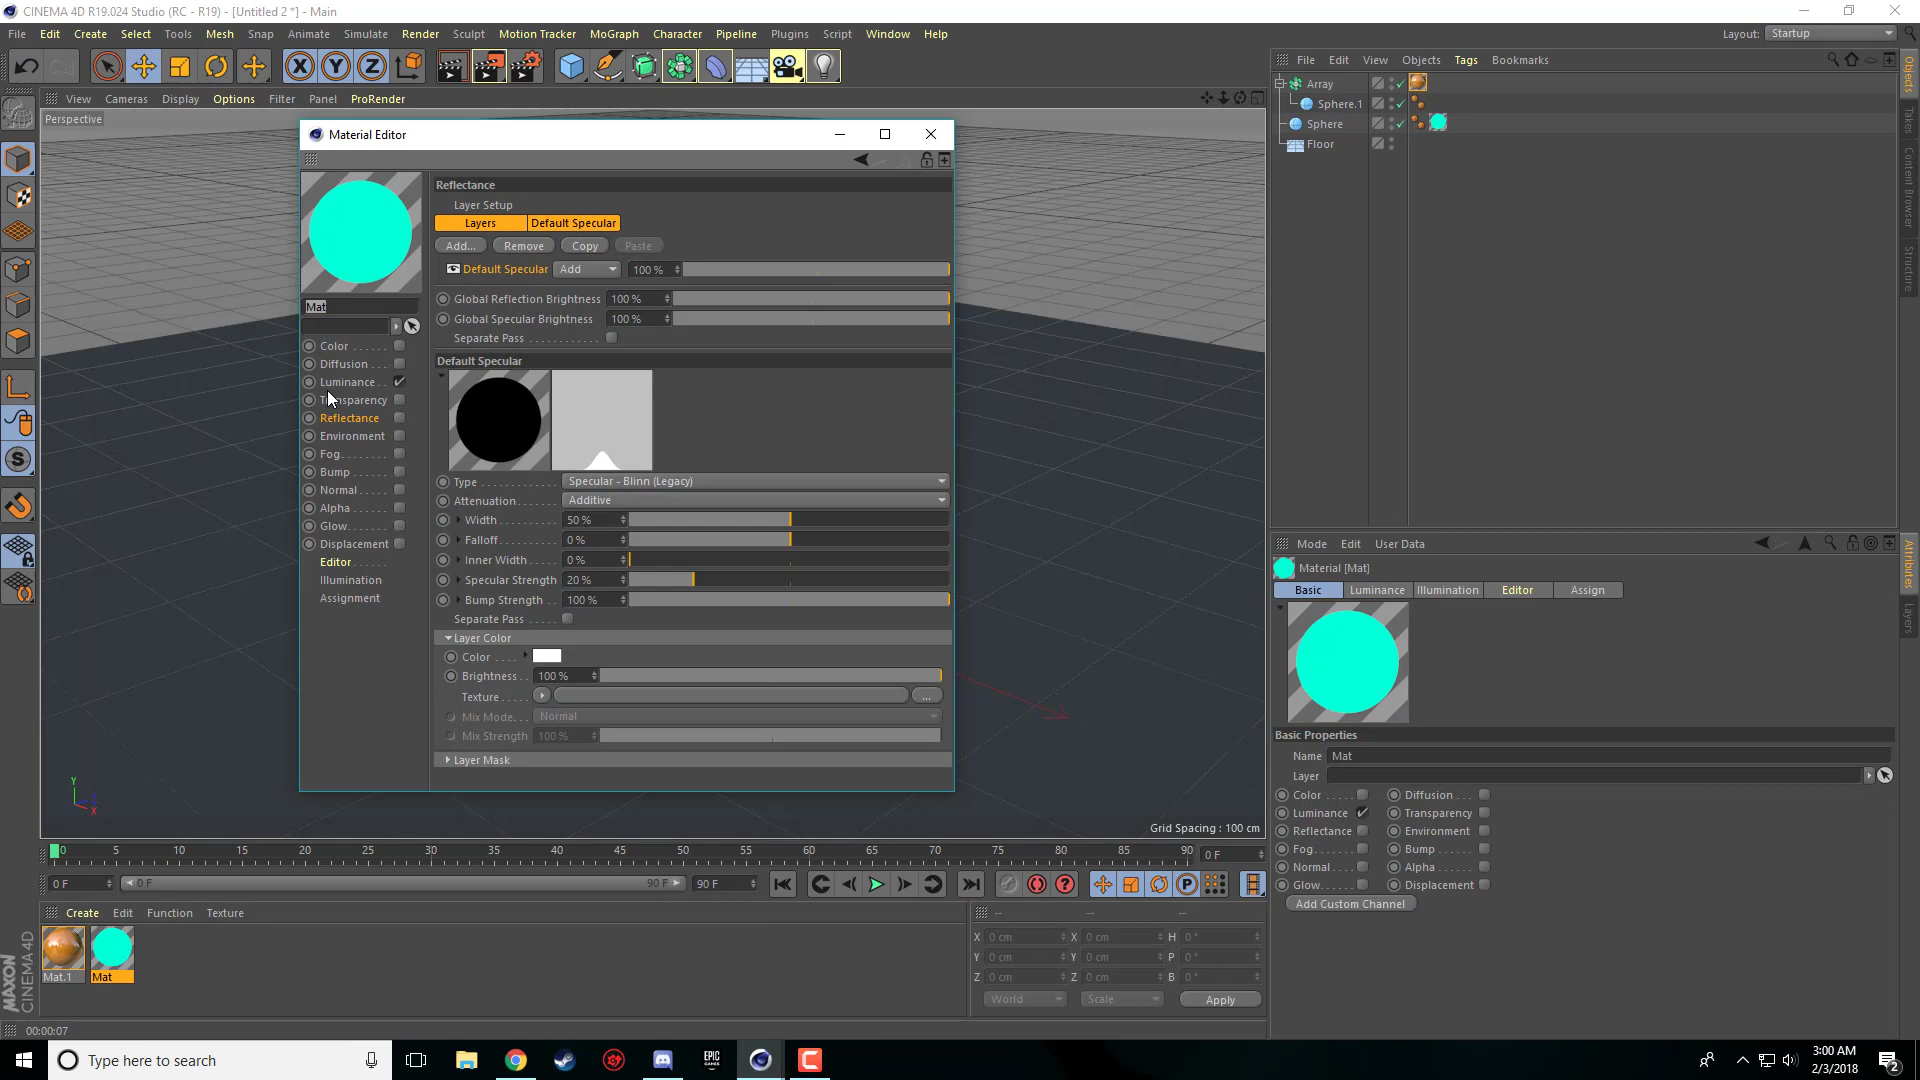 CINEMA 4D R19.024 Studio (RC - R19) - [Untitled 2 *] - Main
File Edit Create Select Tools Mesh Snap Animate Simulate Render Sculpt Motion Tracker MoGraph Character Pipeline Plugins Script Window Help
Layout: Startup
View Cameras Display Options Filter Panel ProRender
Perspective
File Edit View Objects Tags Bookmarks
Array
Sphere.1
Sphere
Floor
Objects
Takes
Content Browser
Structure
Material Editor
Mat
Color
Diffusion
Luminance
Transparency
Reflectance
Environment
Fog
Bump
Normal
Alpha
Glow
Displacement
Editor
Illumination
Assignment
Reflectance
Layer Setup
Layers Default Specular
Add... Remove Copy Paste
Default Specular Add 100 %
Global Reflection Brightness 100 %
Global Specular Brightness 100 %
Separate Pass
Default Specular
Type Specular - Blinn (Legacy)
Attenuation Additive
Width 50 %
Falloff 0 %
Inner Width 0 %
Specular Strength 20 %
Bump Strength 100 %
Separate Pass
Layer Color
Color
Brightness 100 %
Texture ...
Mix Mode Normal
Mix Strength 100 %
Layer Mask
Y
Z
X
Grid Spacing : 100 cm
Mode Edit User Data
Material [Mat]
Basic Luminance Illumination Editor Assign
Basic Properties
Name Mat
Layer
Color Diffusion
Luminance Transparency
Reflectance Environment
Fog Bump
Normal Alpha
Glow Displacement
Add Custom Channel
Attributes
Layers
0 5 10 15 20 25 30 35 40 45 50 55 60 65 70 75 80 85 90 0 F
0 F 0 F 90 F 90 F
Create Edit Function Texture
Mat.1 Mat
-- -- --
X 0 cm X 0 cm H 0 °
Y 0 cm Y 0 cm P 0 °
Z 0 cm Z 0 cm B 0 °
World Scale Apply
MAXON
CINEMA 4D
00:00:07
Type here to search
EPIC
GAMES
3:00 AM
2/3/2018
2